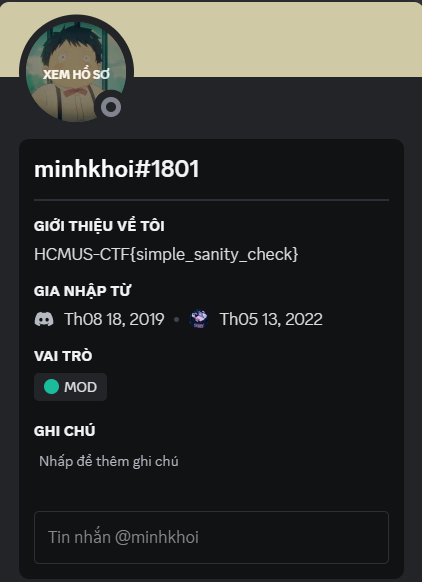 XEM HỒ SƠ
minhkhoi#1801
GIỚI THIỆU VỀ TÔI
HCMUS-CTF{simple_sanity_check}
GIA NHẬP TỪ
Th08 18, 2019 • Th05 13, 2022
VAI TRÒ
MOD
GHI CHÚ
Nhấp để thêm ghi chú
Tin nhắn @minhkhoi